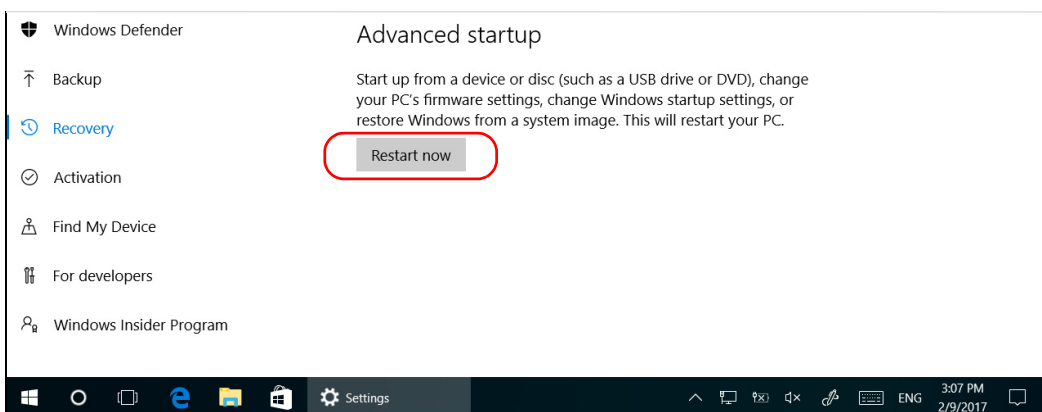 Windows Defender
Advanced startup
Backup
Start up from a device or disc (such as a USB drive or DVD), change
your PC's firmware settings, change Windows startup settings, or
restore Windows from a system image. This will restart your PC.
Recovery
Restart now
Activation
Find My Device
For developers
Windows Insider Program
Settings
ENG
3:07 PM
2/9/2017